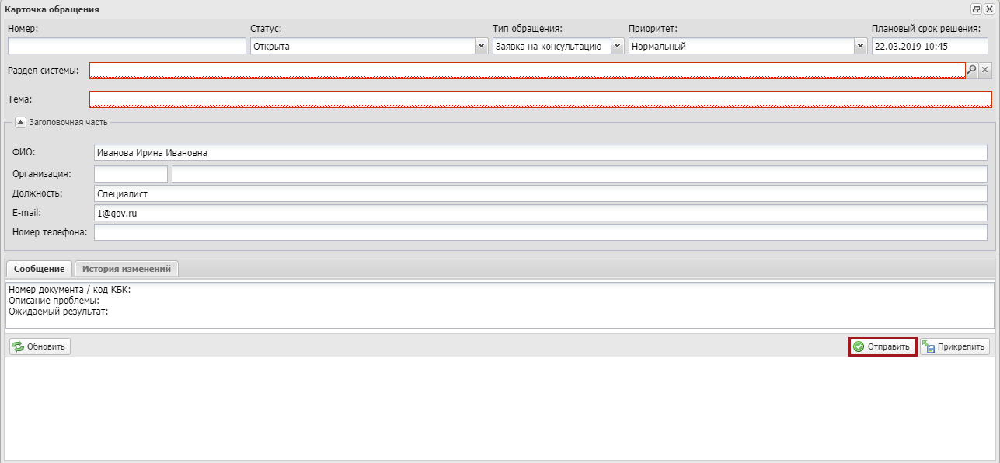 Карточка обращения
Номер: Статус: Тип обращения: Приоритет: Плановый срок решения:
Открыта Заявка на консультацию Нормальный 22.03.2019 10:45
Раздел системы:
Тема:
Заголовочная часть
ФИО: Иванова Ирина Ивановна
Организация:
Должность: Специалист
E-mail: 1@gov.ru
Номер телефона:
Сообщение История изменений
Номер документа / код КБК:
Описание проблемы:
Ожидаемый результат:
Обновить Отправить Прикрепить